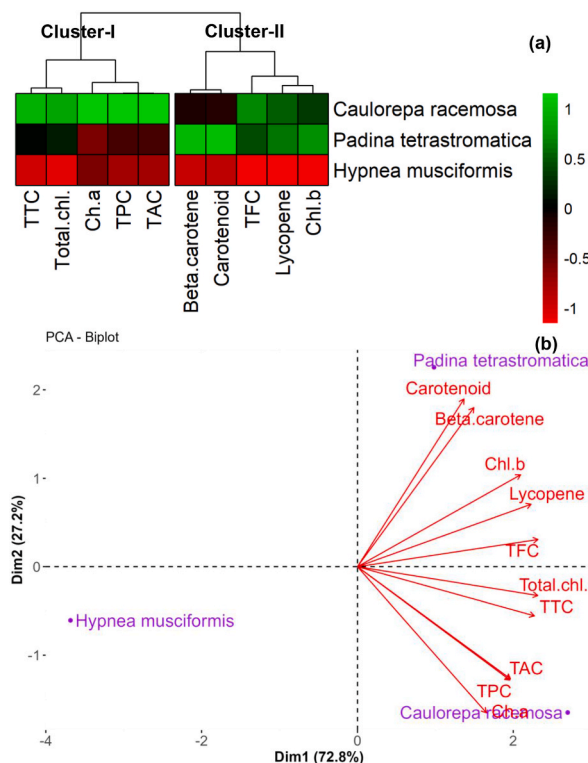 Cluster-I
Cluster-II
(a)
Caulorepa racemosa
Padina tetrastromatica
Hypnea musciformis
TTC
Total.chl.
Ch.a
TPC
TAC
Beta.carotene
Carotenoid
TFC
Lycopene
Chl.b
1
0.5
0
-0.5
-1
PCA - Biplot
(b)
Padina tetrastromatica
Carotenoid
Beta.carotene
Chl.b
Lycopene
TFC
Total.chl.
TTC
Hypnea musciformis
TAC
TPC
Ch.a
Caulorepa racemosa
2
1
0
-1
Dim2 (27.2%)
-4
-2
0
2
Dim1 (72.8%)